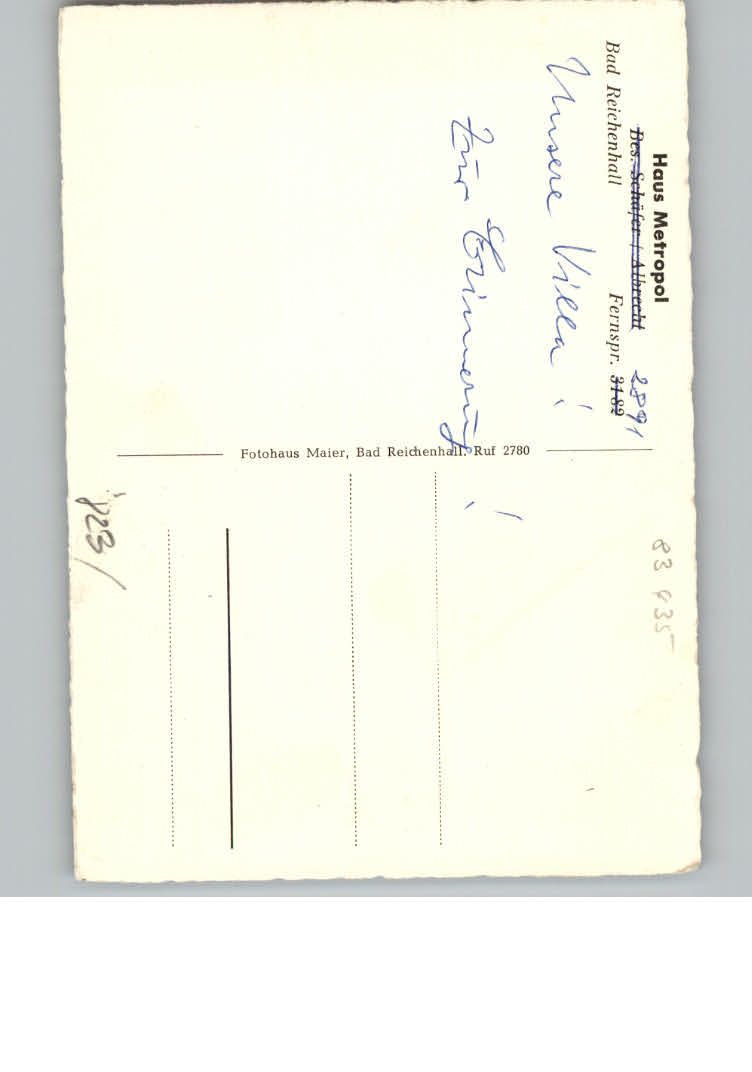 Haus Metropol
Bes. Schäfer + Albrecht
Bad Reichenhall Fernspr. 3182 2891
Unsere Villa!
Zur Erinnerung!
Fotohaus Maier, Bad Reichenhall. Ruf 2780
83435